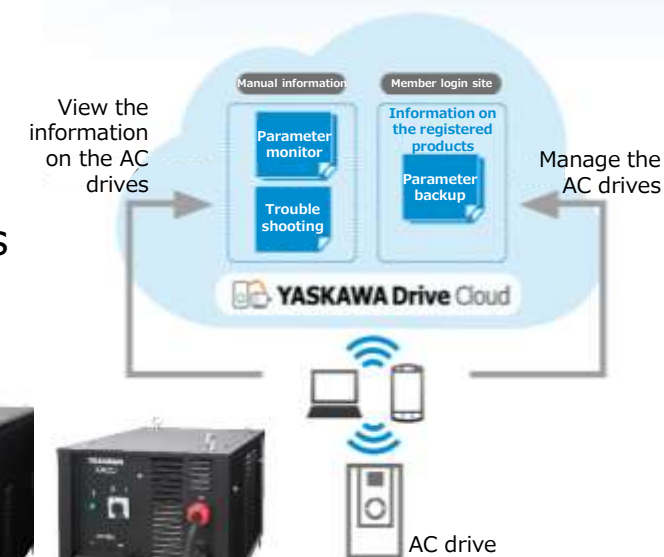 Manual information
Member login site
View the
information
on the AC
drives
Parameter
monitor
Trouble
shooting
Information on
the registered
products
Parameter
backup
Manage the
AC drives
s
YASKAWA Drive Cloud
YASKAWA
AC drive